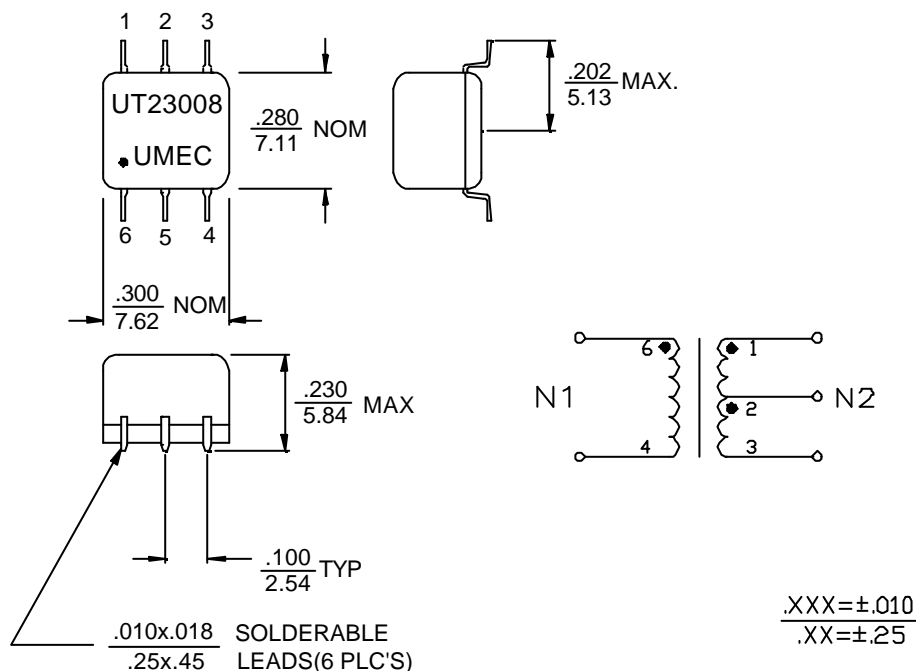 1 2 3
UT23008
UMEC
6 5 4
.280
7.11
NOM
.202
5.13
MAX.
.300
7.62
NOM
.230
5.84
MAX
.100
2.54
TYP
.010x.018
.25x.45
SOLDERABLE
LEADS(6 PLC'S)
N1
6
4
1
2
3
N2
.XXX=±.010
.XX=±.25